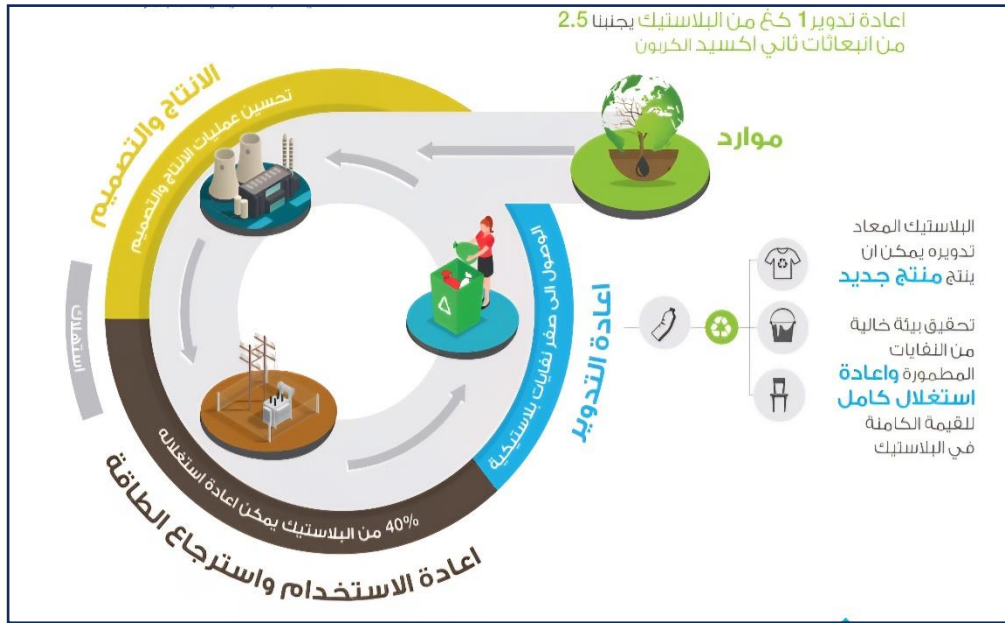 اعادة تدوير 1 كغ من البلاستيك يجنبنا 2.5
من انبعاثات ثاني اكسيد الكربون
موارد
الانتاج والتصميم
تحسين عمليات الانتاج والتصميم
استهلاك
اعادة الاستخدام واسترجاع الطاقة
40% من البلاستيك يمكن اعادة استغلاله
اعادة التدوير
الوصول الى صفر نفايات بلاستيكية
البلاستيك المعاد
تدويره يمكن ان
ينتج منتج جديد
تحقيق بيئة خالية
من النفايات
المطمورة واعادة
استغلال كامل
للقيمة الكامنة
في البلاستيك